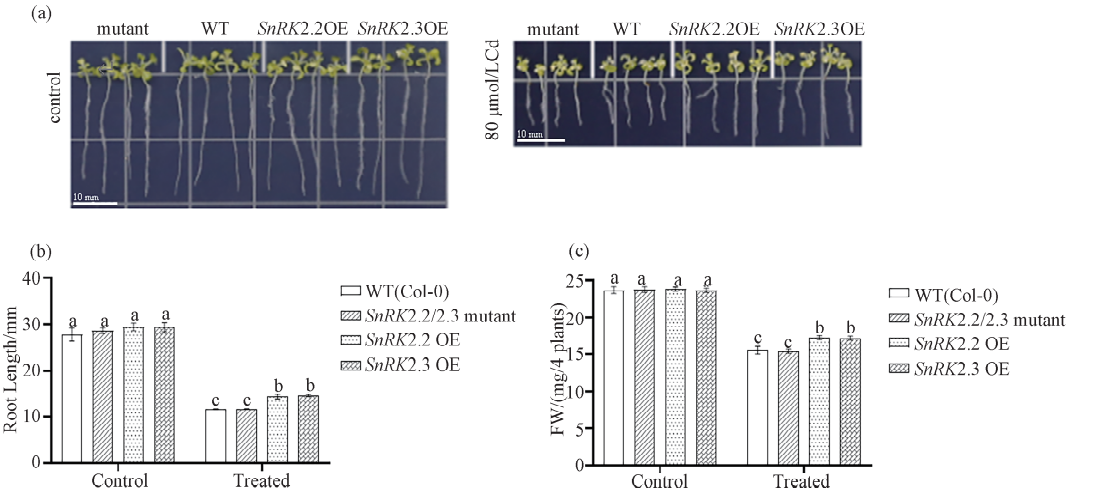 (a)
mutant WT SnRK2.2OE SnRK2.3OE
control
10 mm
mutant WT SnRK2.2OE SnRK2.3OE
80 μmol/LCd
10 mm
(b)
Root Length/mm
40
30
20
10
0
a a a a
c c b b
Control Treated
WT(Col-0)
SnRK2.2/2.3 mutant
SnRK2.2 OE
SnRK2.3 OE
(c)
FW/(mg/4 plants)
25
20
15
10
5
0
a a a a
c c b b
Control Treated
WT(Col-0)
SnRK2.2/2.3 mutant
SnRK2.2 OE
SnRK2.3 OE